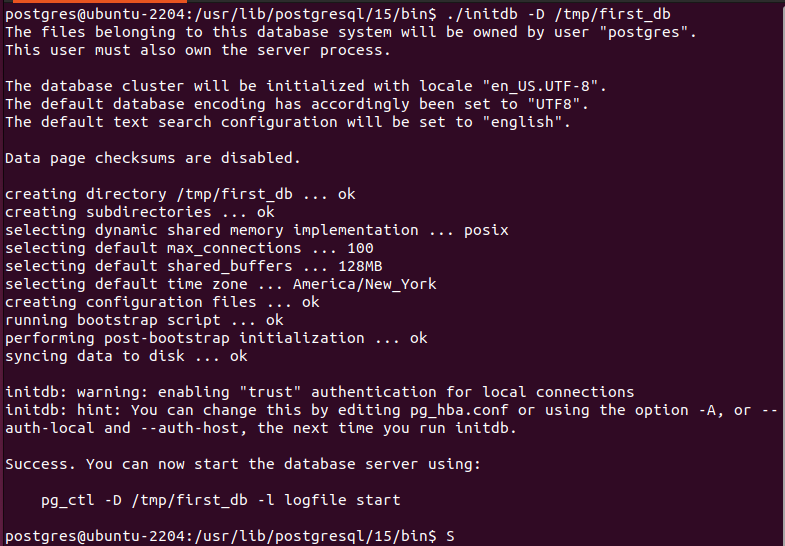 postgres@ubuntu-2204:/usr/lib/postgresql/15/bin$ ./initdb -D /tmp/first_db
The files belonging to this database system will be owned by user "postgres".
This user must also own the server process.

The database cluster will be initialized with locale "en_US.UTF-8".
The default database encoding has accordingly been set to "UTF8".
The default text search configuration will be set to "english".

Data page checksums are disabled.

creating directory /tmp/first_db ... ok
creating subdirectories ... ok
selecting dynamic shared memory implementation ... posix
selecting default max_connections ... 100
selecting default shared_buffers ... 128MB
selecting default time zone ... America/New_York
creating configuration files ... ok
running bootstrap script ... ok
performing post-bootstrap initialization ... ok
syncing data to disk ... ok

initdb: warning: enabling "trust" authentication for local connections
initdb: hint: You can change this by editing pg_hba.conf or using the option -A, or --
auth-local and --auth-host, the next time you run initdb.

Success. You can now start the database server using:

    pg_ctl -D /tmp/first_db -l logfile start

postgres@ubuntu-2204:/usr/lib/postgresql/15/bin$ S